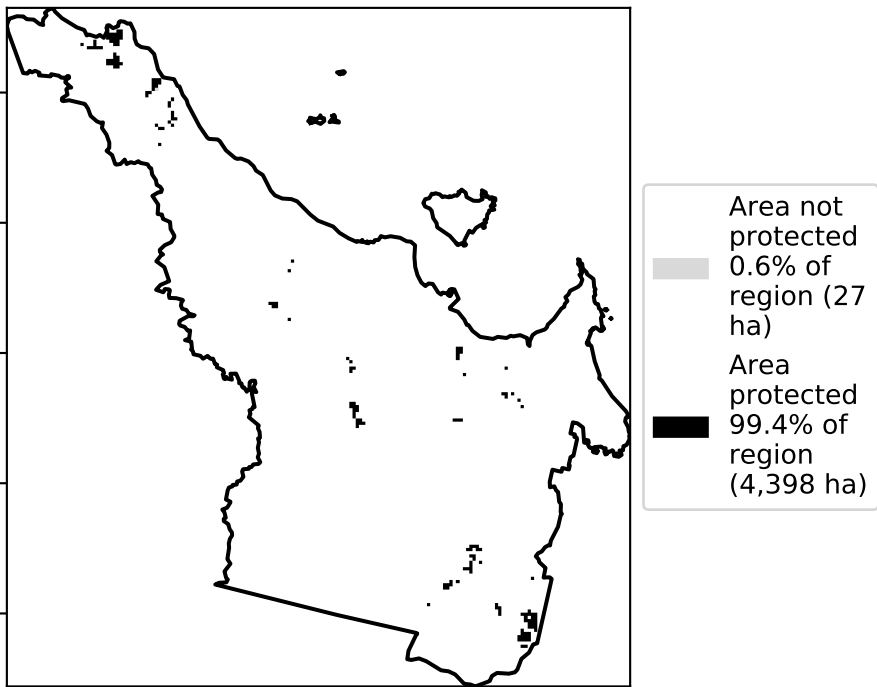 Area not
protected
0.6% of
region (27
ha)
Area
protected
99.4% of
region
(4,398 ha)